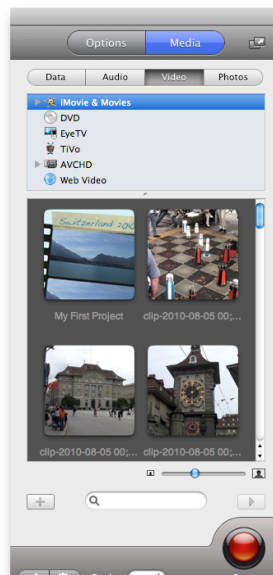 Options Media
Data Audio Video Photos
iMovie & Movies
DVD
EyeTV
TiVo
AVCHD
Web Video
Switzerland 2010
My First Project clip-2010-08-05 00;...
clip-2010-08-05 00;... clip-2010-08-05 00;...